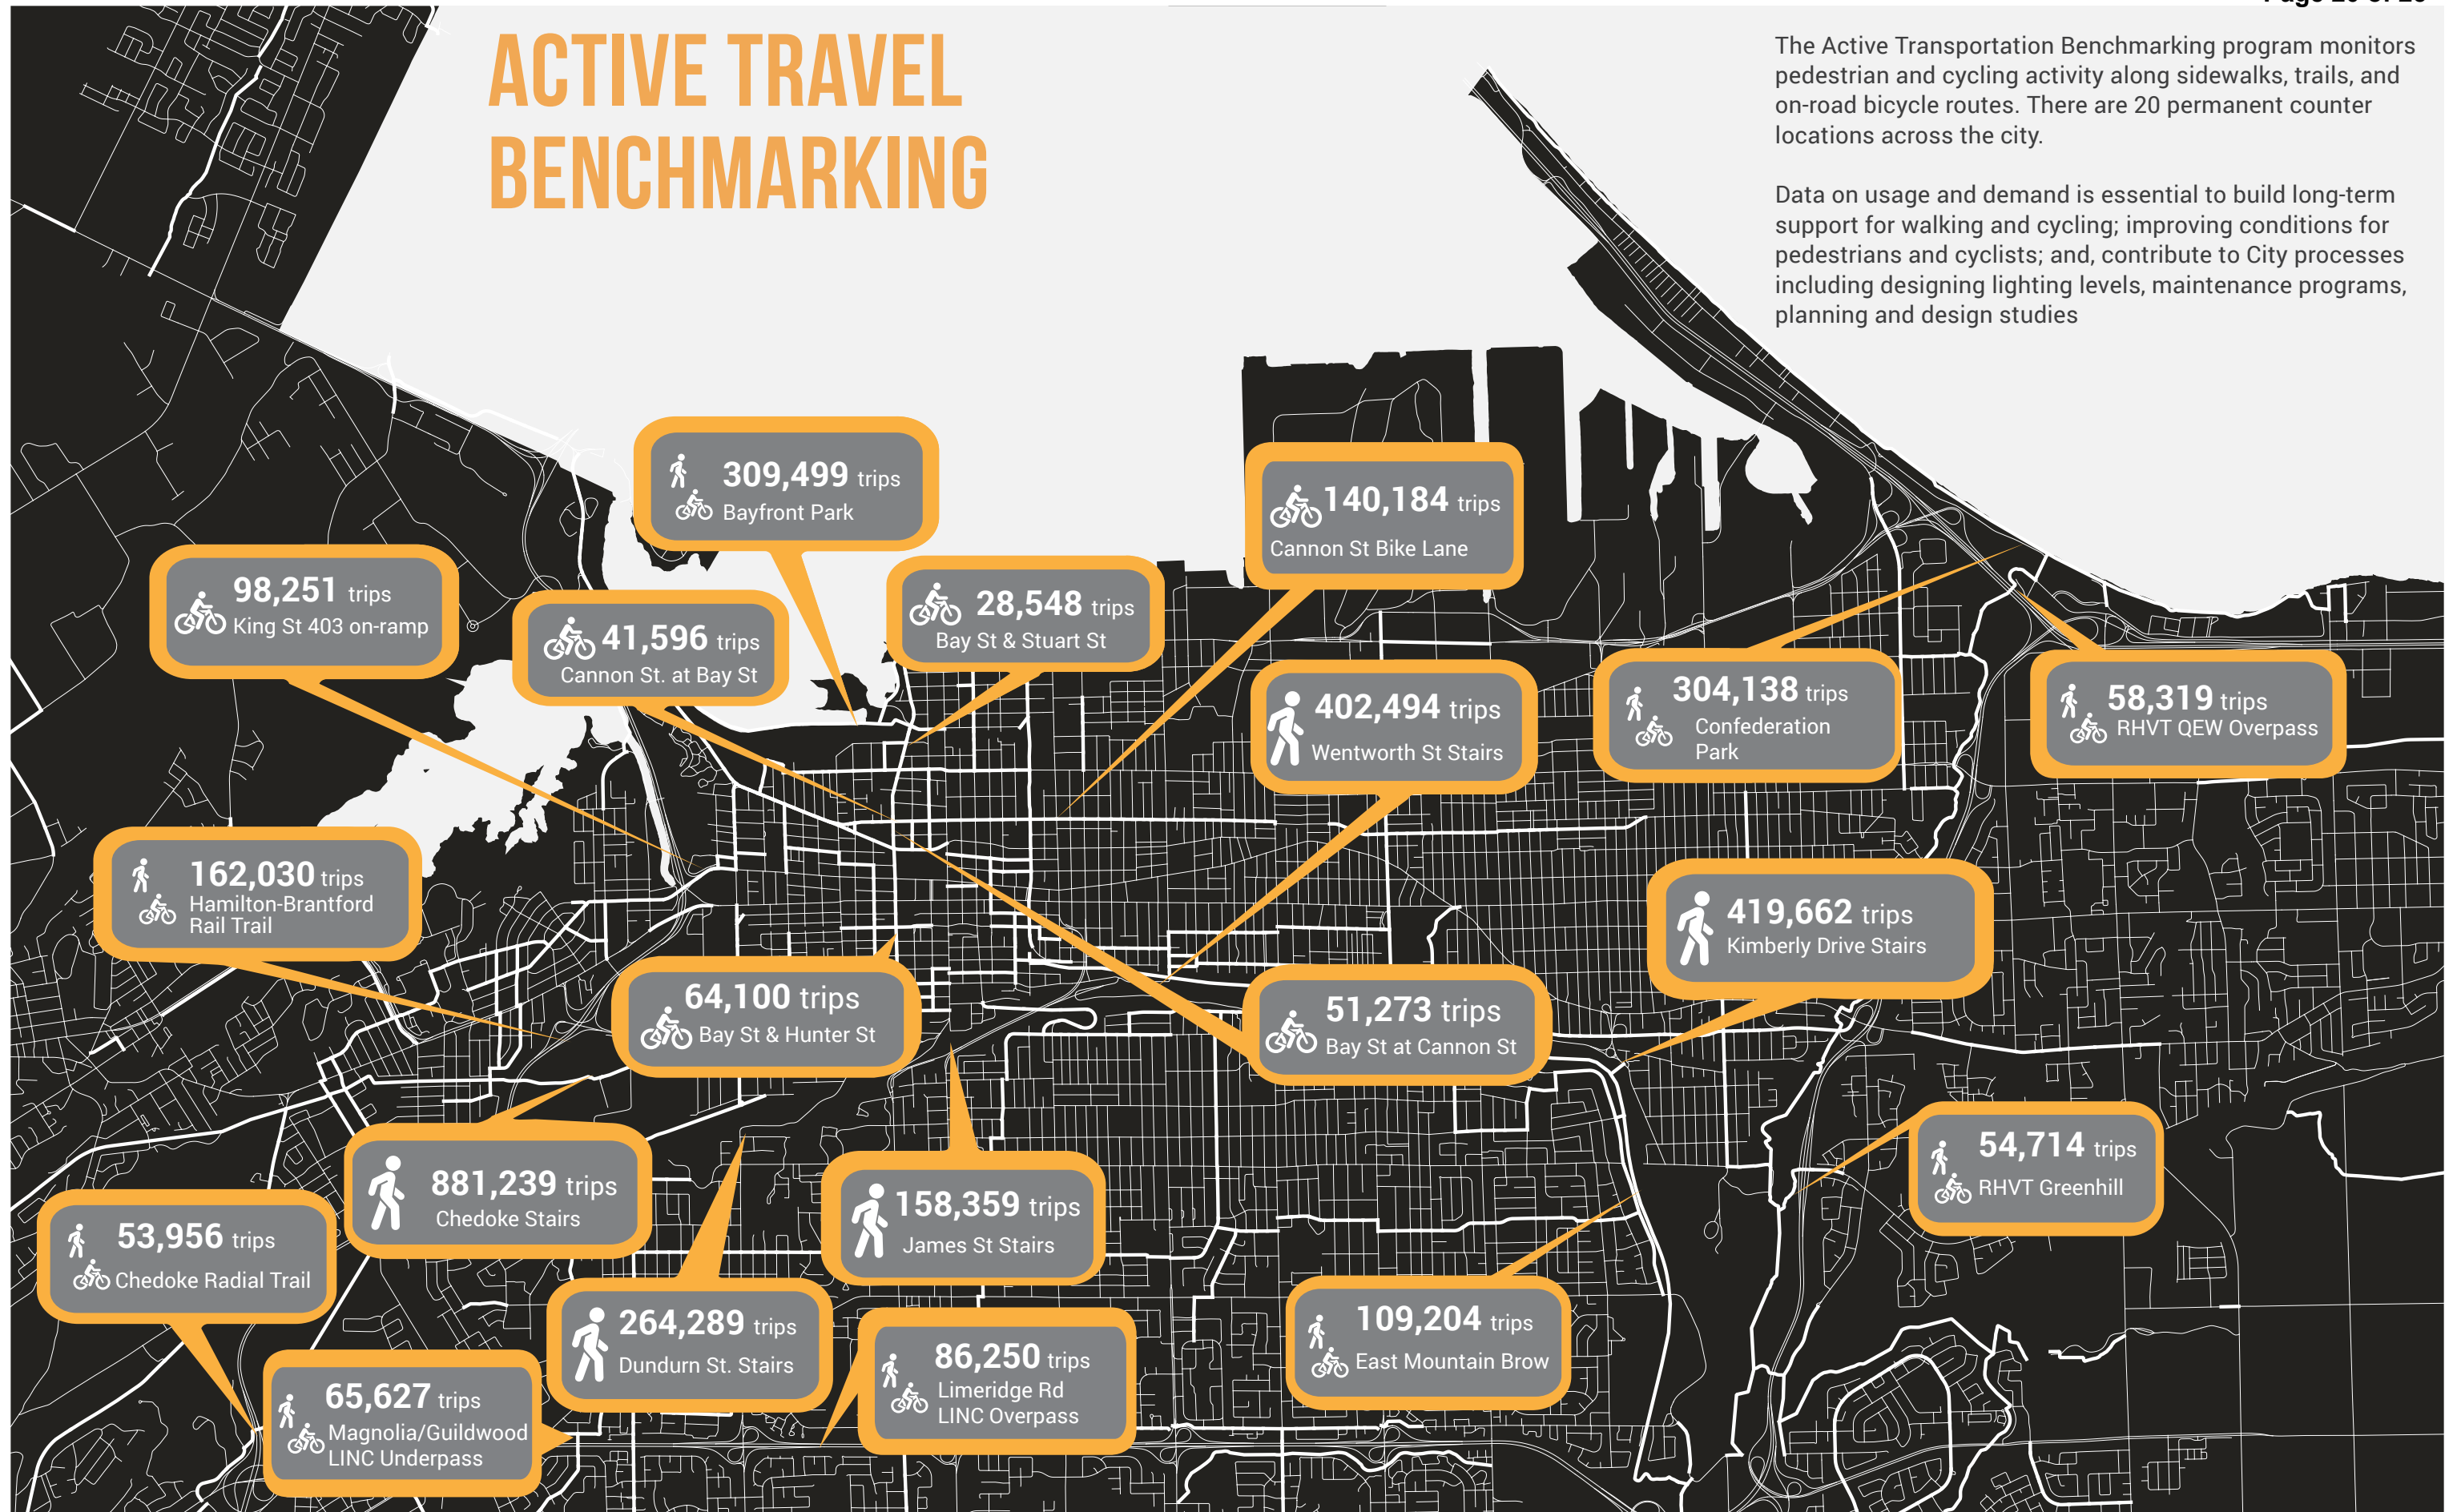 ACTIVE TRAVEL
BENCHMARKING
The Active Transportation Benchmarking program monitors
pedestrian and cycling activity along sidewalks, trails, and
on-road bicycle routes. There are 20 permanent counter
locations across the city.
Data on usage and demand is essential to build long-term
support for walking and cycling; improving conditions for
pedestrians and cyclists; and, contribute to City processes
including designing lighting levels, maintenance programs,
planning and design studies
309,499 trips
Bayfront Park
140,184 trips
Cannon St Bike Lane
98,251 trips
King St 403 on-ramp
41,596 trips
Cannon St. at Bay St
28,548 trips
Bay St & Stuart St
402,494 trips
Wentworth St Stairs
304,138 trips
Confederation
Park
58,319 trips
RHVT QEW Overpass
162,030 trips
Hamilton-Brantford
Rail Trail
419,662 trips
Kimberly Drive Stairs
64,100 trips
Bay St & Hunter St
51,273 trips
Bay St at Cannon St
881,239 trips
Chedoke Stairs
158,359 trips
James St Stairs
54,714 trips
RHVT Greenhill
53,956 trips
Chedoke Radial Trail
264,289 trips
Dundurn St. Stairs
86,250 trips
Limeridge Rd
LINC Overpass
109,204 trips
East Mountain Brow
65,627 trips
Magnolia/Guildwood
LINC Underpass